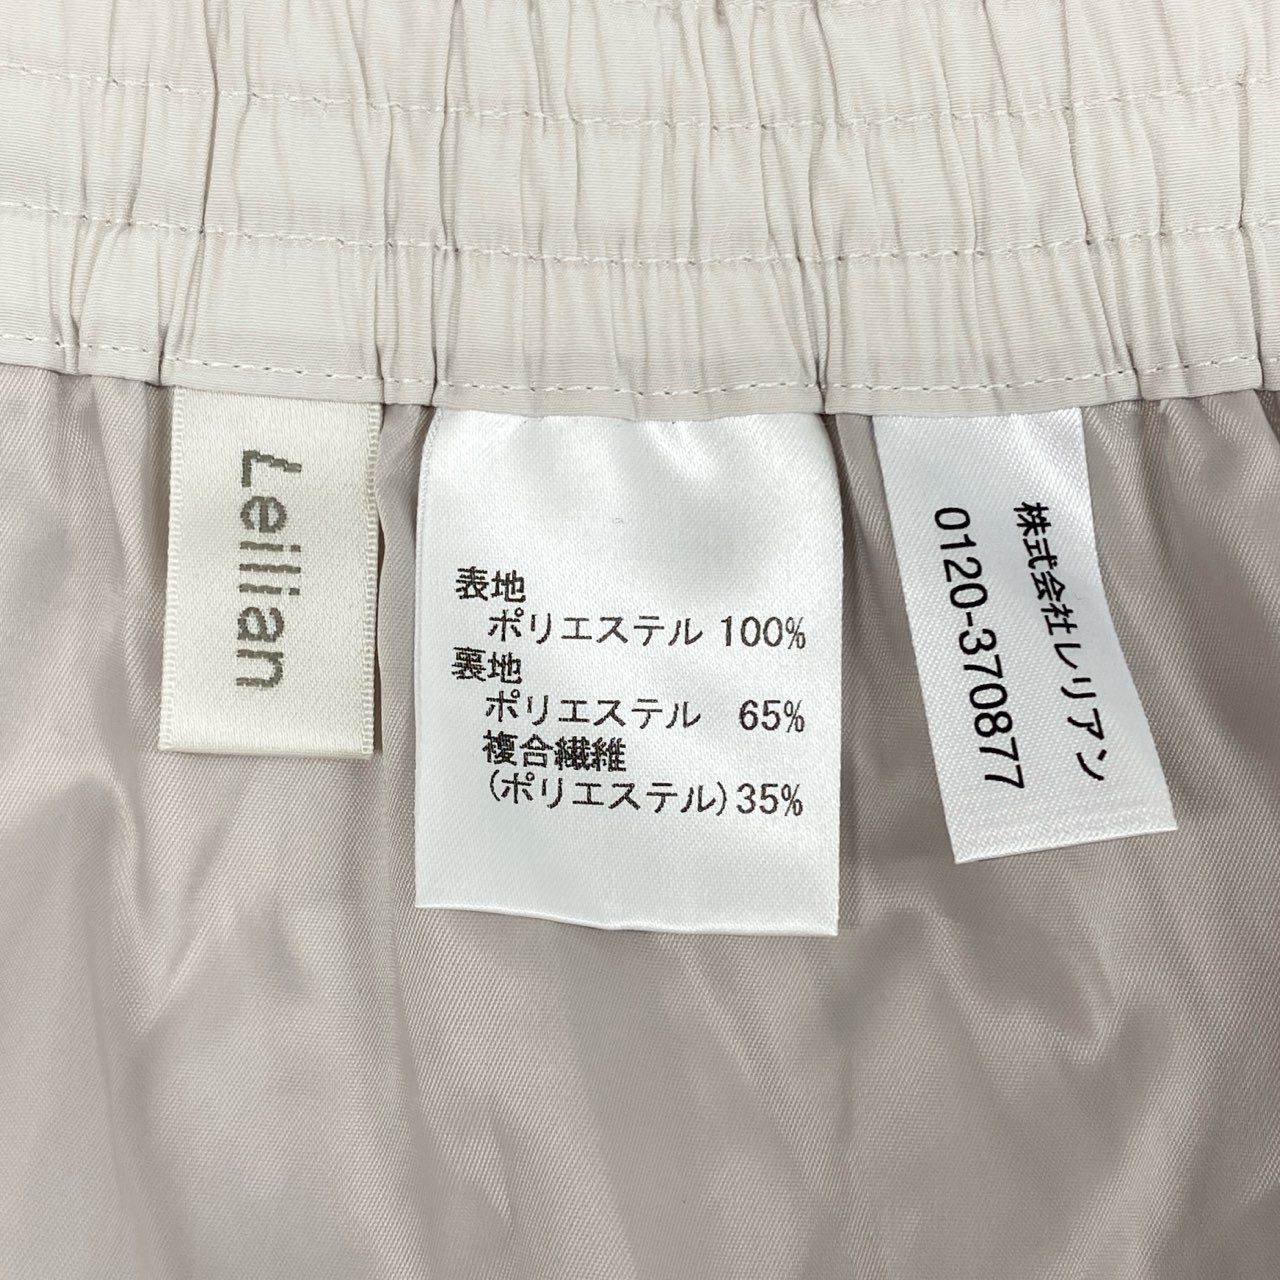 Leilian
表地
ポリエステル 100%
裏地
ポリエステル 65%
複合繊維
(ポリエステル)35%
株式会社レリアン
0120-370877